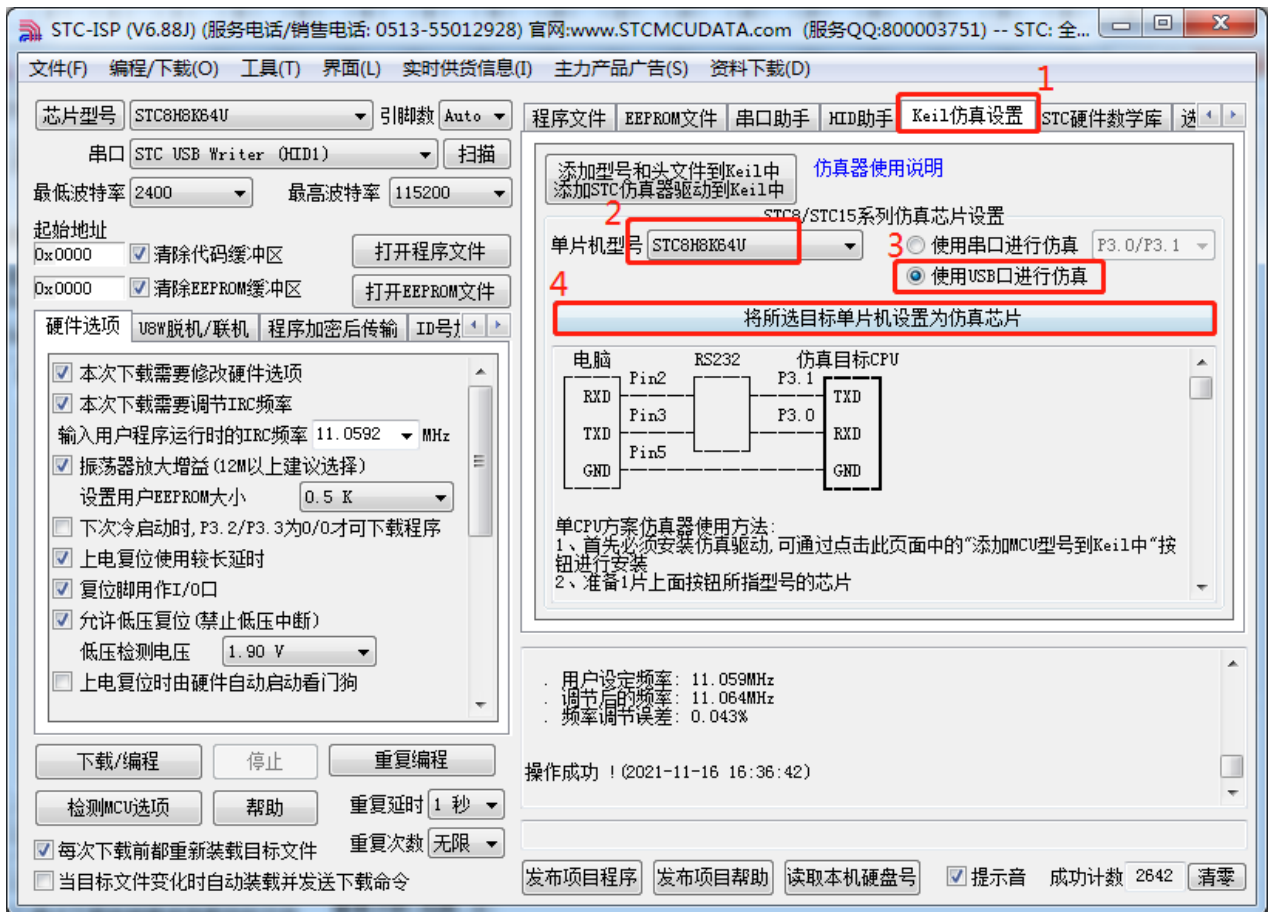 STC-ISP (V6.88J) (服务电话/销售电话: 0513-55012928) 官网:www.STCMCUDATA.com (服务QQ:800003751) -- STC: 全...
文件(F) 编程/下载(O) 工具(T) 界面(L) 实时供货信息(I) 主力产品广告(S) 资料下载(D)
1
芯片型号 STC8H8K64U 引脚数 Auto
串口 STC USB Writer (HID1) 扫描
最低波特率 2400 最高波特率 115200
起始地址
0x0000 清除代码缓冲区 打开程序文件
0x0000 清除EEPROM缓冲区 打开EEPROM文件
硬件选项 U8W脱机/联机 程序加密后传输 ID号
本次下载需要修改硬件选项
本次下载需要调节IRC频率
输入用户程序运行时的IRC频率 11.0592 MHz
振荡器放大增益(12M以上建议选择)
设置用户EEPROM大小 0.5 K
下次冷启动时,P3.2/P3.3为0/0才可下载程序
上电复位使用较长延时
复位脚用作I/O口
允许低压复位(禁止低压中断)
低压检测电压 1.90 V
上电复位时由硬件自动启动看门狗
下载/编程 停止 重复编程
检测MCU选项 帮助 重复延时 1 秒
每次下载前都重新装载目标文件 重复次数 无限
当目标文件变化时自动装载并发送下载命令
程序文件 EEPROM文件 串口助手 HID助手 Keil仿真设置 STC硬件数学库 选
添加型号和头文件到Keil中
添加STC仿真器驱动到Keil中
仿真器使用说明
STC8/STC15系列仿真芯片设置
2
单片机型号 STC8H8K64U 3 使用串口进行仿真 P3.0/P3.1
使用USB口进行仿真
4
将所选目标单片机设置为仿真芯片
电脑 RS232 仿真目标CPU
Pin2 P3.1
RXD TXD
Pin3 P3.0
TXD RXD
Pin5
GND GND
单CPU方案仿真器使用方法:
1、首先必须安装仿真驱动,可通过点击此页面中的“添加MCU型号到Keil中“按
钮进行安装
2、准备1片上面按钮所指型号的芯片
. 用户设定频率: 11.059MHz
. 调节后的频率: 11.064MHz
. 频率调节误差: 0.043%
操作成功 !(2021-11-16 16:36:42)
发布项目程序 发布项目帮助 读取本机硬盘号 提示音 成功计数 2642 清零